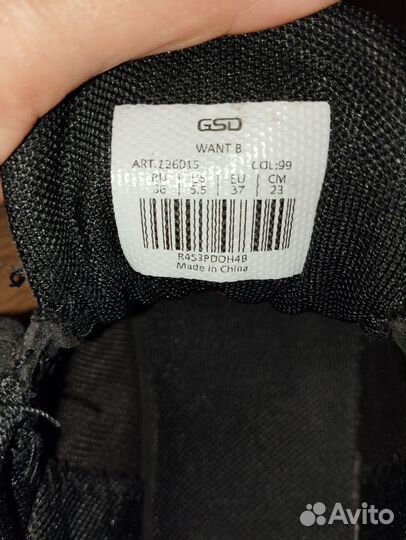 GSD
WANT B
ART.126D15 COL:99
RU US EU CM
36 5.5 37 23
R453PDOH4B
Made in China
Avito